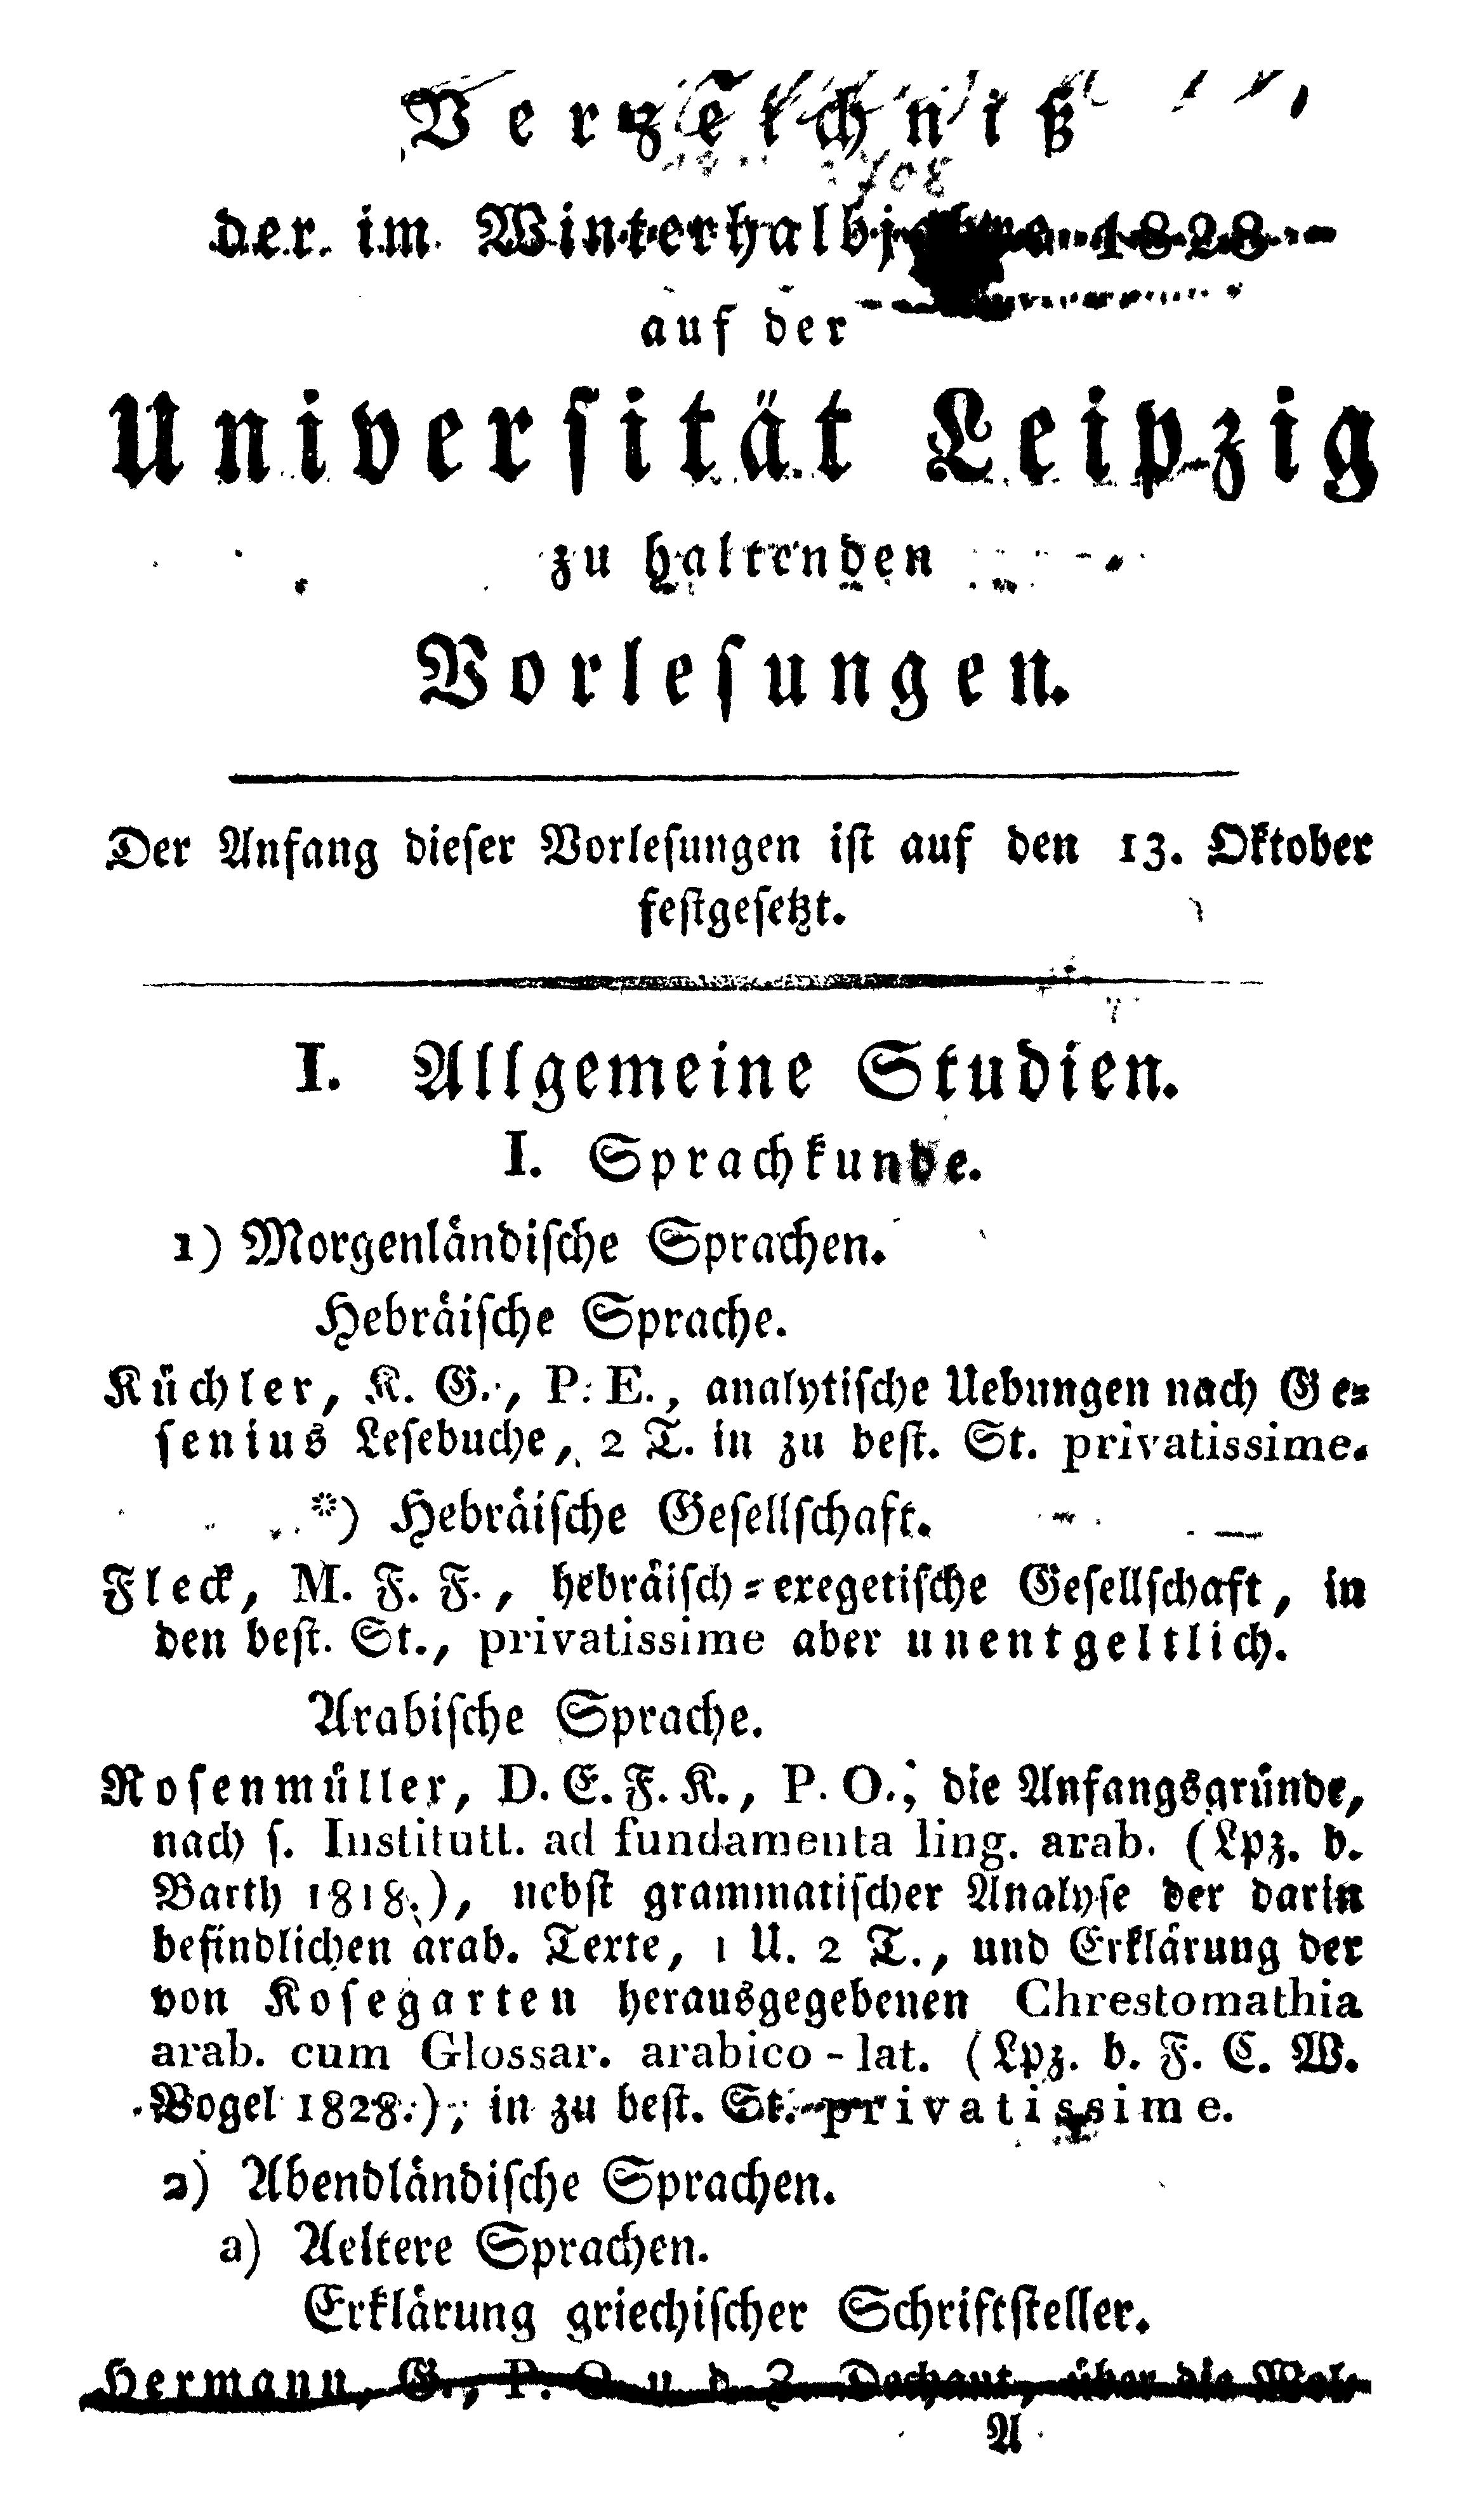 Verzeichniß
der im Winterhalbjahre 1828
auf der
Universität Leipzig
zu haltenden
Vorlesungen.
Der Anfang dieser Vorlesungen ist auf den 13. Oktober
festgesetzt.
I. Allgemeine Studien.
I. Sprachkunde.
1) Morgenländische Sprachen.
Hebräische Sprache.
Küchler, K. G., P. E., analytische Uebungen nach Ge-
senius Lesebuche, 2 T. in zu best. St. privatissime.
*) Hebräische Gesellschaft.
Fleck, M. F. F., hebräisch-exegetische Gesellschaft, in
den best. St., privatissime aber unentgeltlich.
Arabische Sprache.
Rosenmüller, D. E. F. K., P. O., die Anfangsgründe,
nach s. Institutt. ad fundamenta ling. arab. (Lpz. b.
Barth 1818.), nebst grammatischer Analyse der darin
befindlichen arab. Texte, 1 U. 2 T., und Erklärung der
von Kosegarten herausgegebenen Chrestomathia
arab. cum Glossar. arabico-lat. (Lpz. b. F. C. W.
Vogel 1828.), in zu best. St. privatissime.
2) Abendländische Sprachen.
a) Aeltere Sprachen.
Erklärung griechischer Schriftsteller.
Hermann, G., P. O. u. d. Z. Dechant, über die Wol-
A